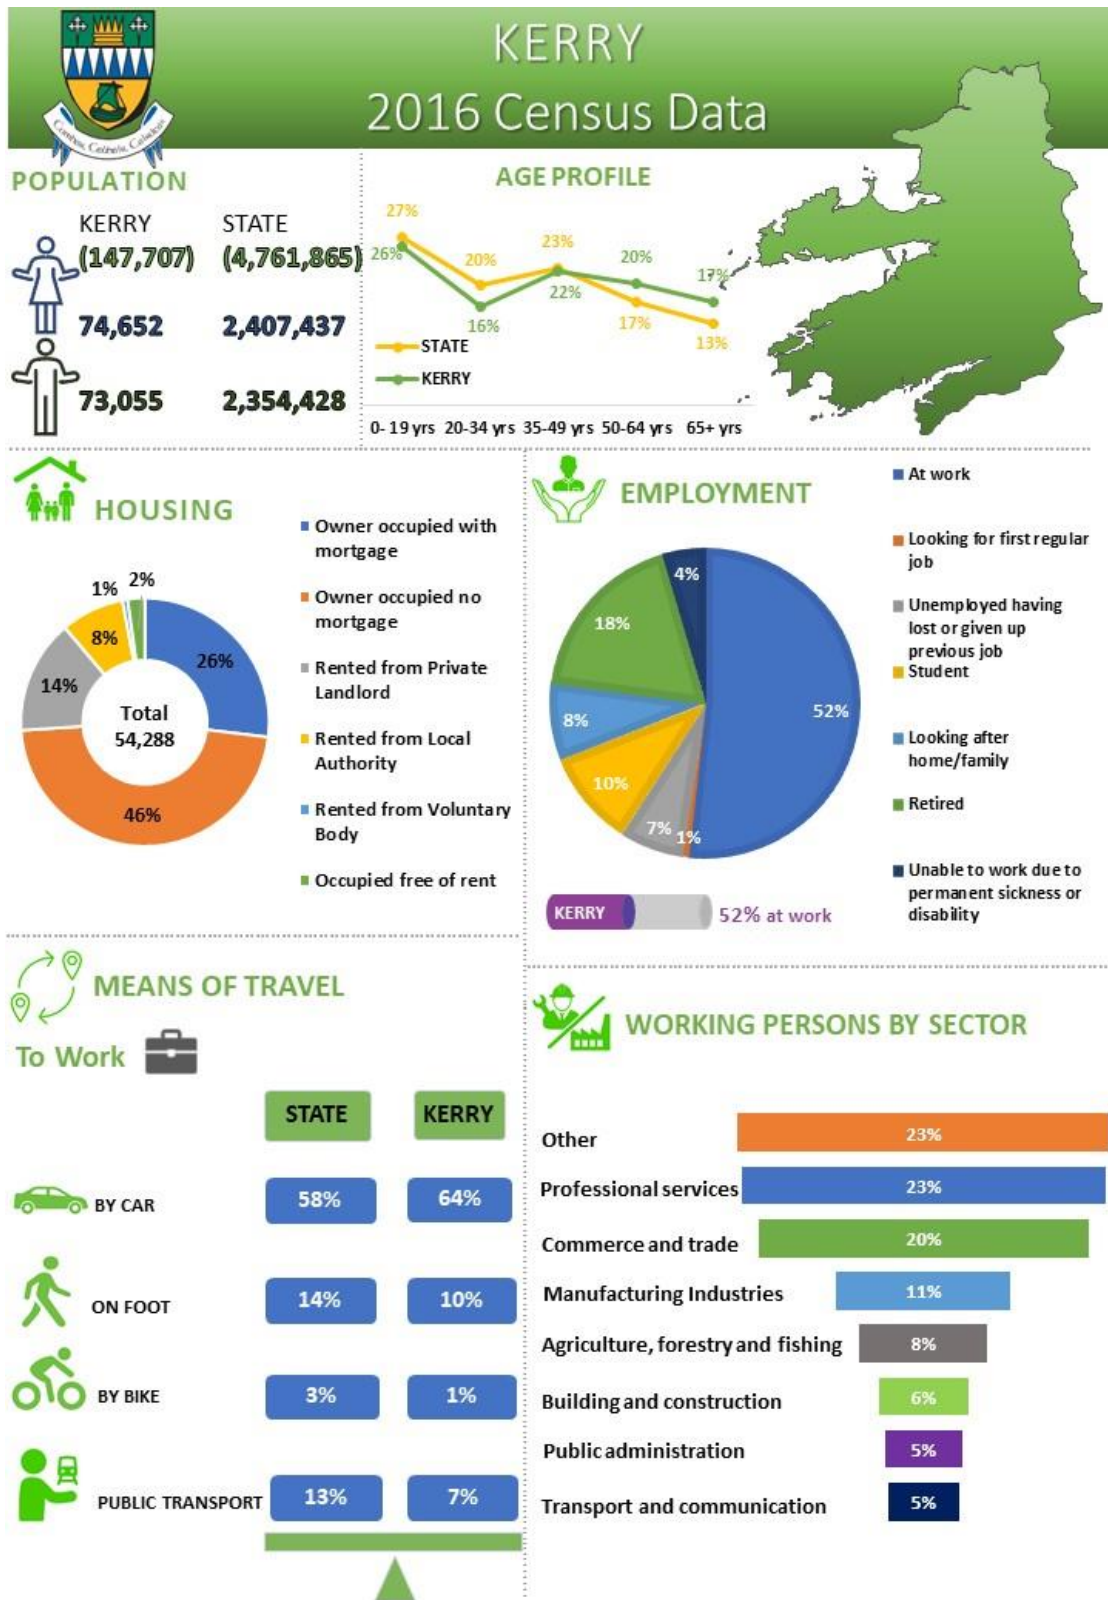 KERRY
2016 Census Data
POPULATION
KERRY STATE
(147,707) (4,761,865)
74,652 2,407,437
73,055 2,354,428
AGE PROFILE
27%
26%
20%
16%
23%
22%
20%
17%
17%
13%
STATE
KERRY
0- 19 yrs 20-34 yrs 35-49 yrs 50-64 yrs 65+ yrs
HOUSING
1% 2%
8%
26%
14%
Total
54,288
46%
Owner occupied with
mortgage
Owner occupied no
mortgage
Rented from Private
Landlord
Rented from Local
Authority
Rented from Voluntary
Body
Occupied free of rent
EMPLOYMENT
4%
18%
52%
8%
10%
7% 1%
KERRY 52% at work
At work
Looking for first regular
job
Unemployed having
lost or given up
previous job
Student
Looking after
home/family
Retired
Unable to work due to
permanent sickness or
disability
MEANS OF TRAVEL
To Work
STATE KERRY
BY CAR 58% 64%
ON FOOT 14% 10%
BY BIKE 3% 1%
PUBLIC TRANSPORT 13% 7%
WORKING PERSONS BY SECTOR
Other 23%
Professional services 23%
Commerce and trade 20%
Manufacturing Industries 11%
Agriculture, forestry and fishing 8%
Building and construction 6%
Public administration 5%
Transport and communication 5%